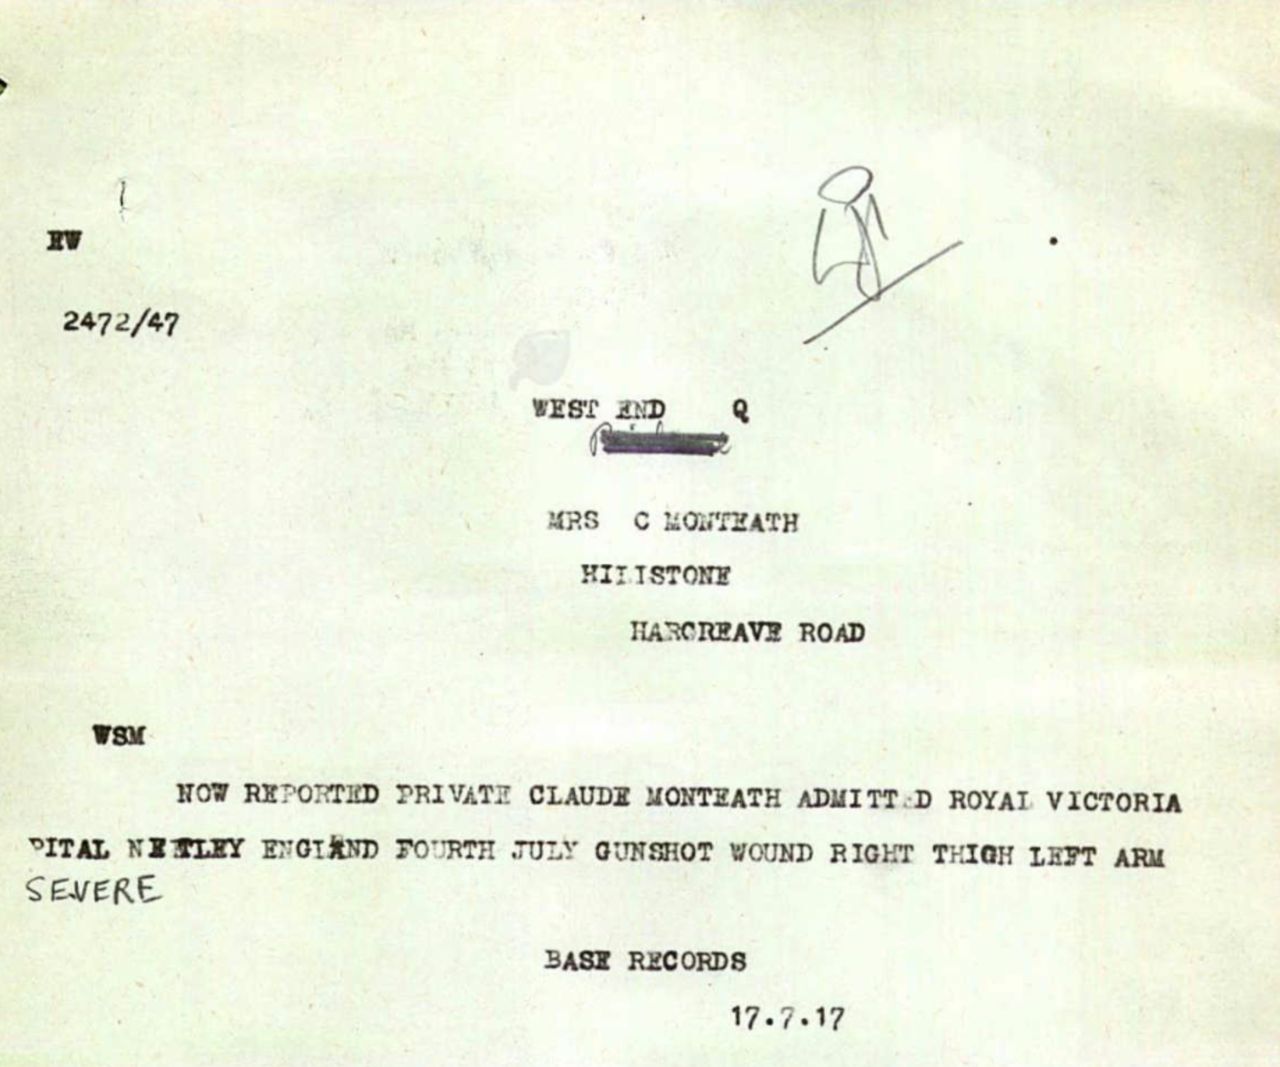 EW
2472/47
WEST END Q
MRS C MONTEATH
HILLSTONE
HARGREAVE ROAD
WSM
NOW REPORTED PRIVATE CLAUDE MONTEATH ADMITTED ROYAL VICTORIA
PITAL NETLEY ENGLAND FOURTH JULY GUNSHOT WOUND RIGHT THIGH LEFT ARM
SEVERE
BASE RECORDS
17.7.17